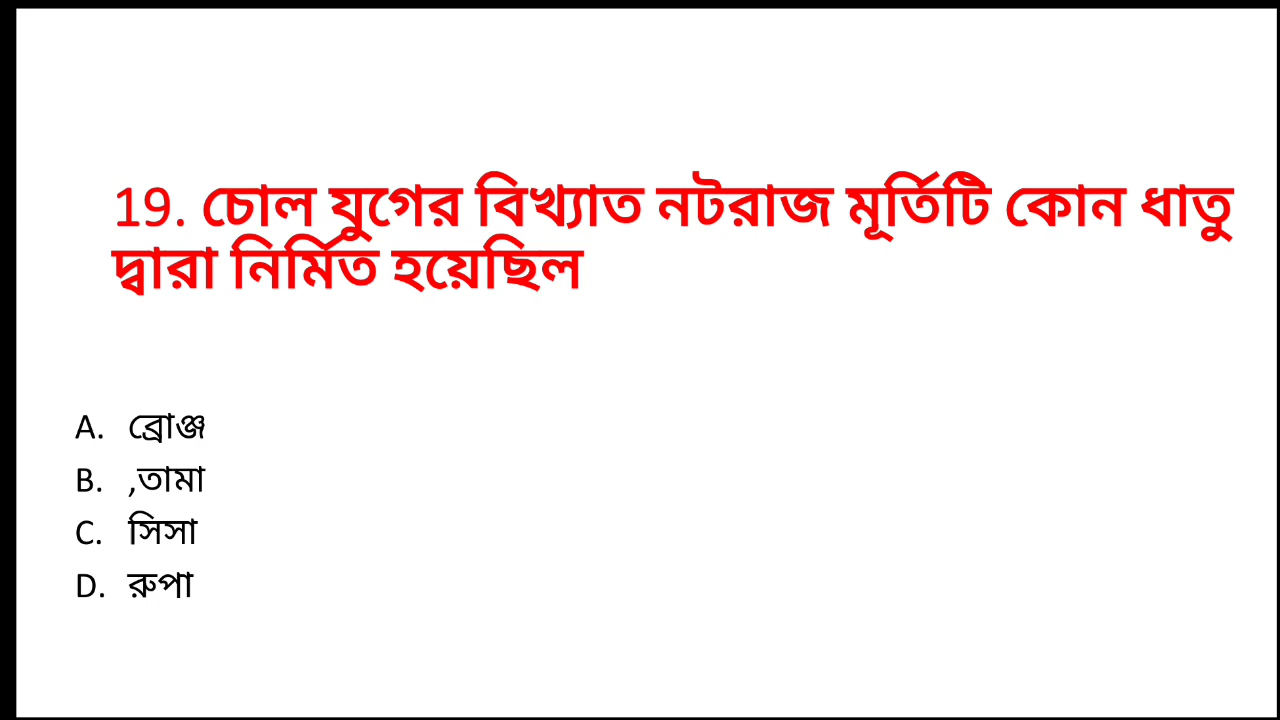 19. চোল যুগের বিখ্যাত নটরাজ মূর্তিটি কোন ধাতু
দ্বারা নির্মিত হয়েছিল
A. ব্রোঞ্জ
B. ,তামা
C. সিসা
D. রুপা